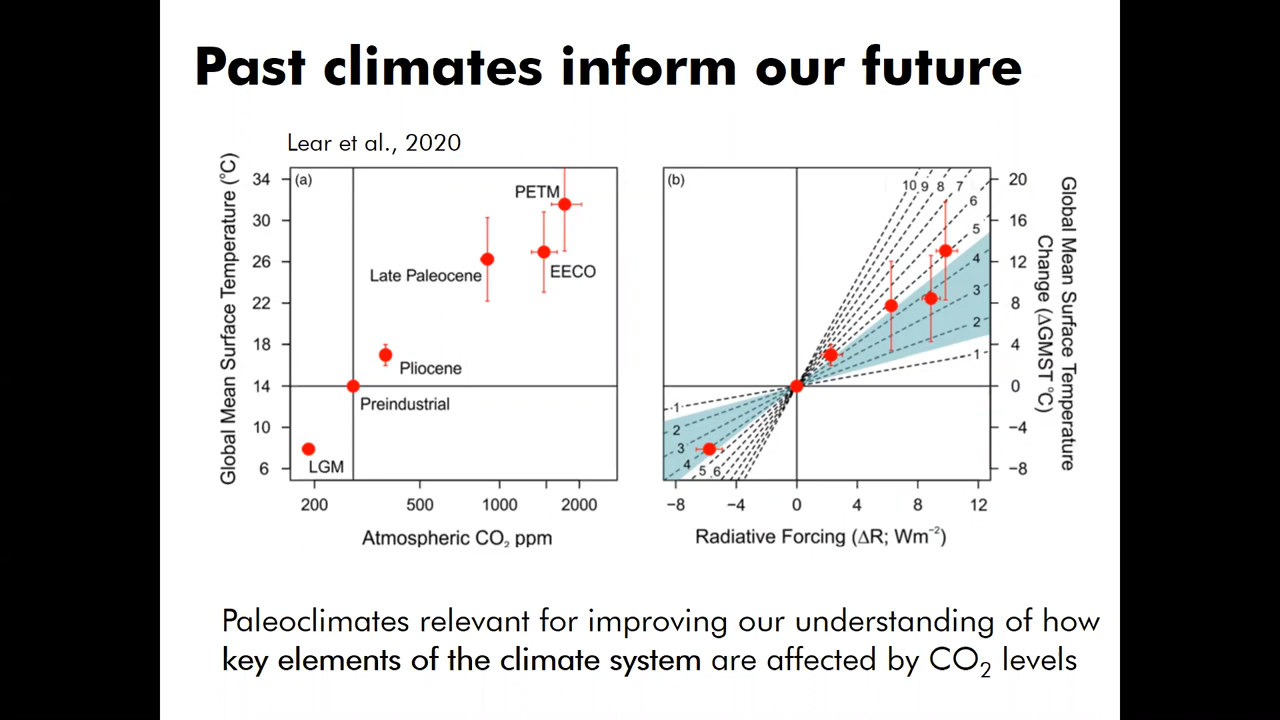 Past climates inform our future
Lear et al., 2020
Global Mean Surface Temperature (°C)
34
30
26
22
18
14
10
6
(a)
PETM
EECO
Late Paleocene
Pliocene
Preindustrial
LGM
200
500
1000
2000
Atmospheric CO₂ ppm
(b)
10 9 8 7
6
5
4
3
2
1
1
2
3
4
5 6
20
16
12
8
4
0
−4
−8
Global Mean Surface Temperature
Change (ΔGMST °C)
−8
−4
0
4
8
12
Radiative Forcing (ΔR; Wm⁻²)
Paleoclimates relevant for improving our understanding of how
key elements of the climate system are affected by CO₂ levels